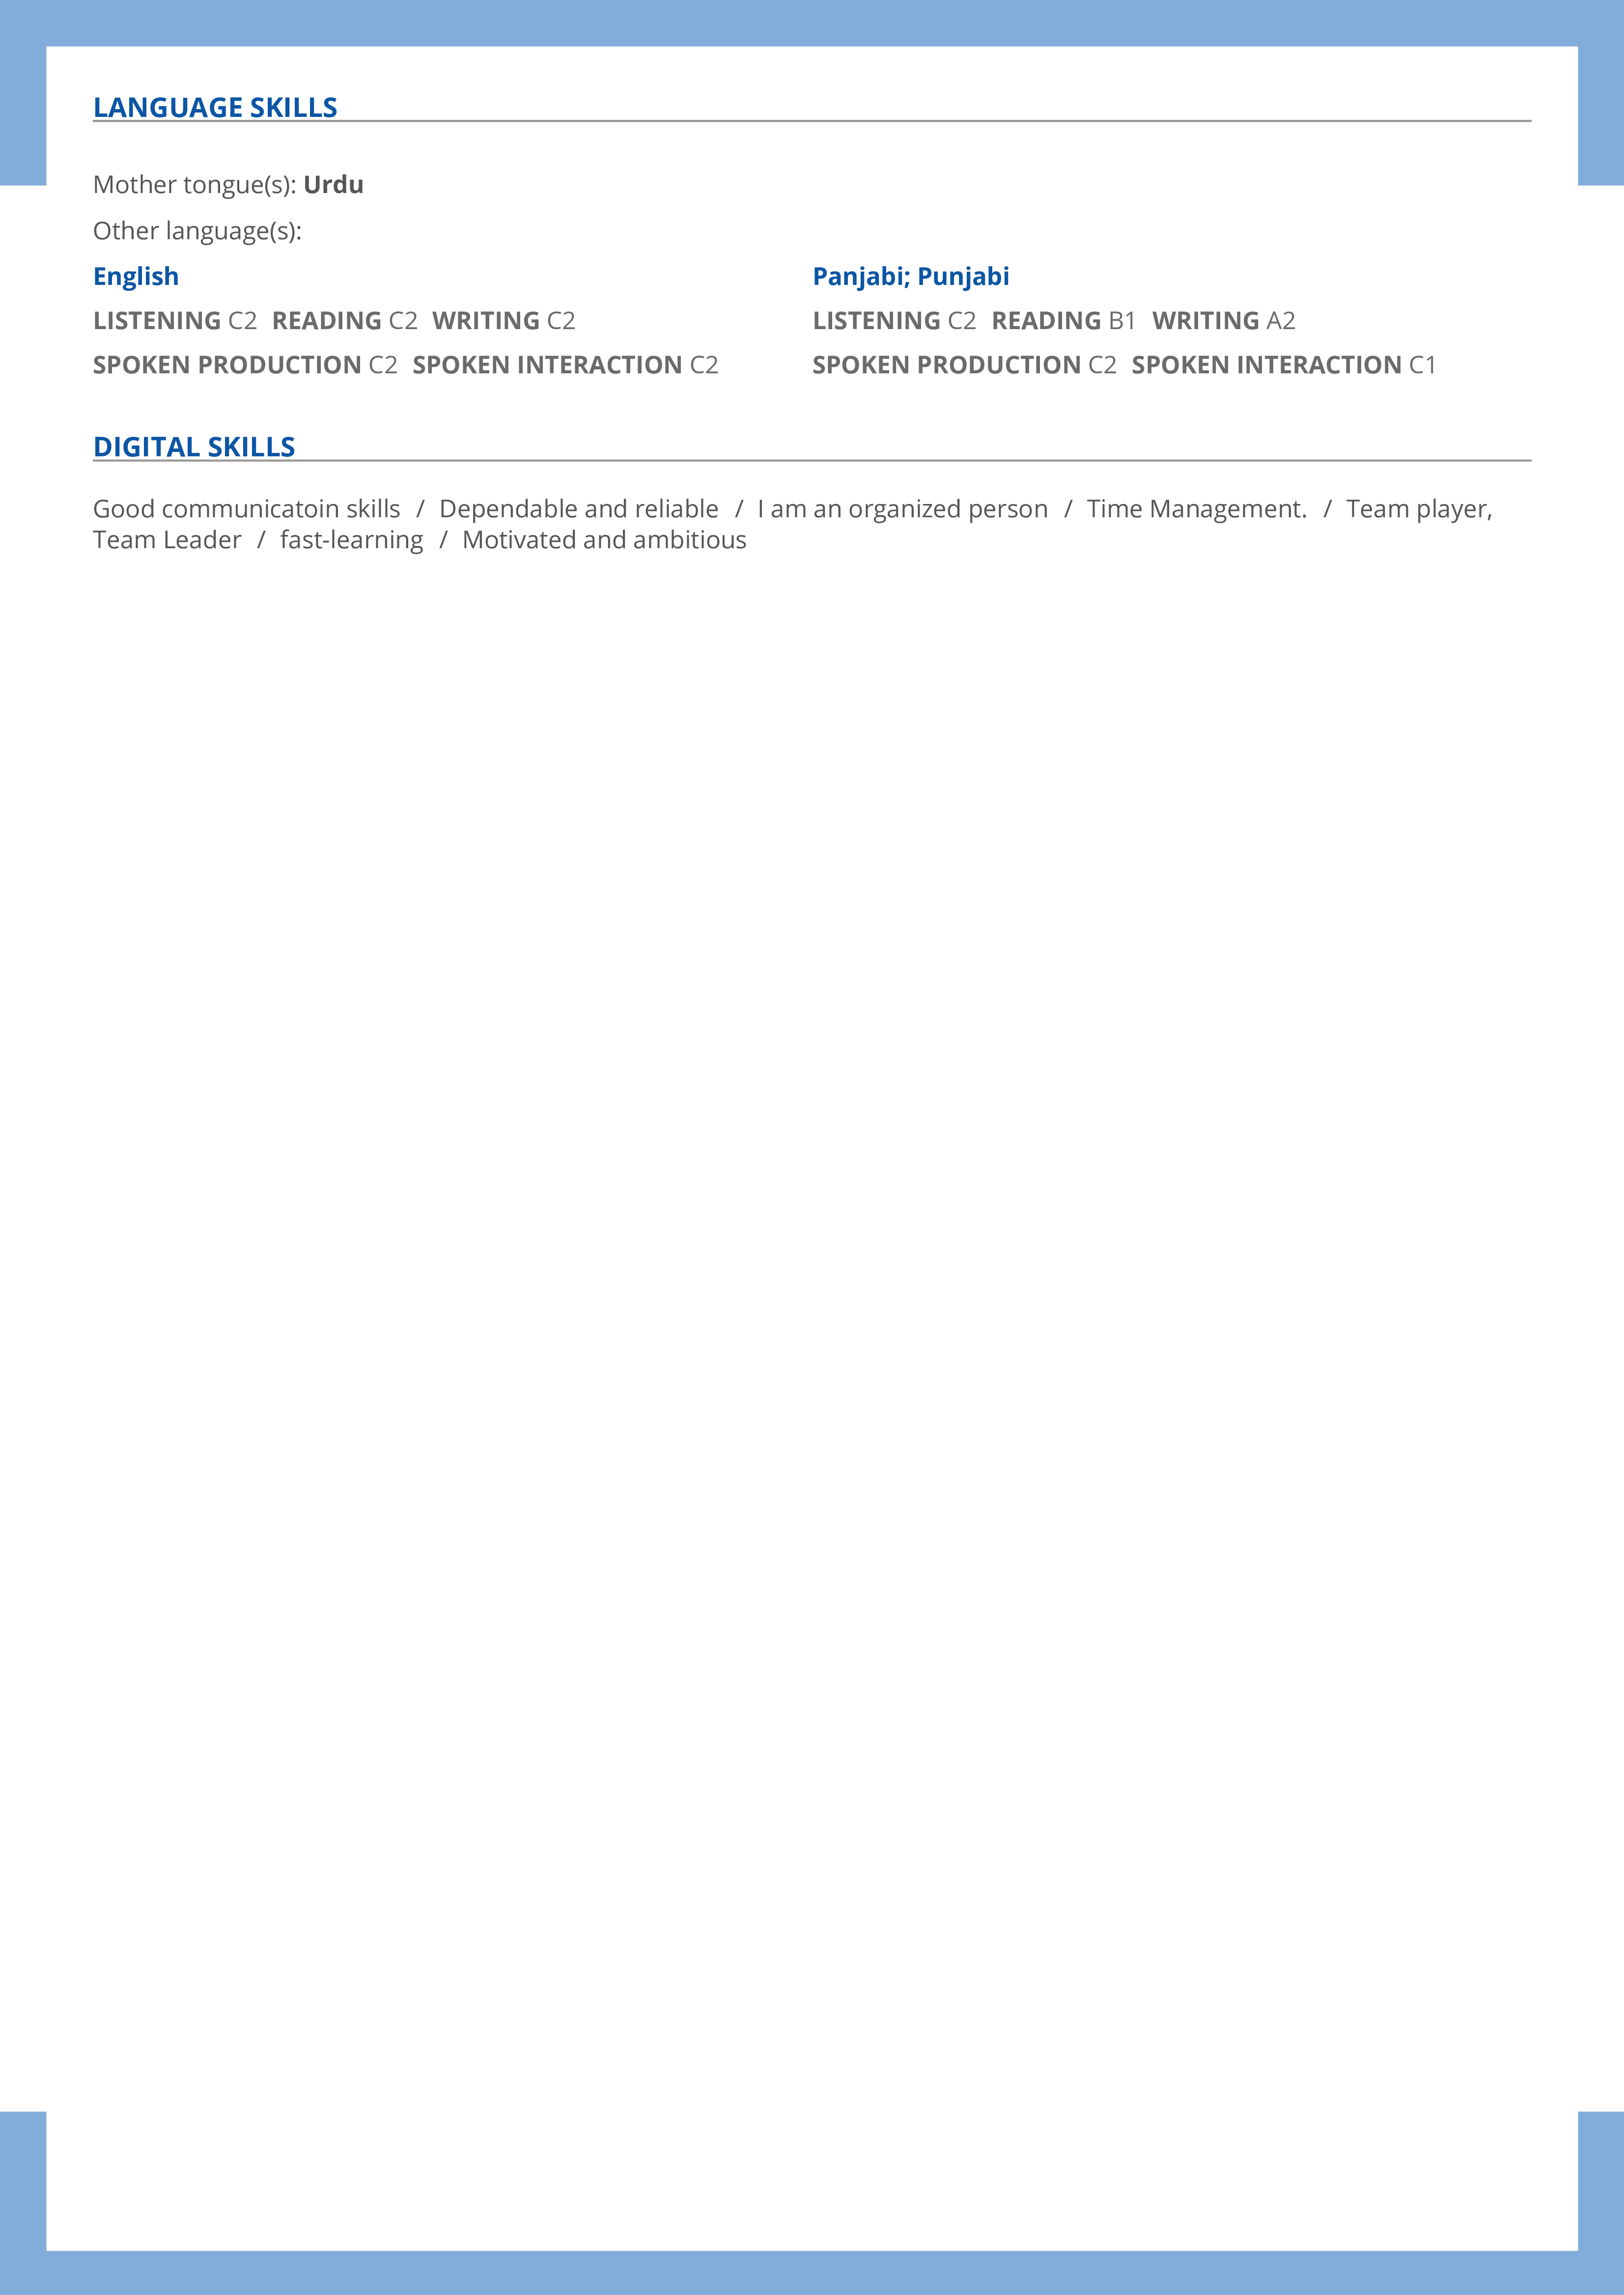 LANGUAGE SKILLS
Mother tongue(s): Urdu
Other language(s):
English
LISTENING C2 READING C2 WRITING C2
SPOKEN PRODUCTION C2 SPOKEN INTERACTION C2
Panjabi; Punjabi
LISTENING C2 READING B1 WRITING A2
SPOKEN PRODUCTION C2 SPOKEN INTERACTION C1
DIGITAL SKILLS
Good communicatoin skills / Dependable and reliable / I am an organized person / Time Management. / Team player,
Team Leader / fast-learning / Motivated and ambitious